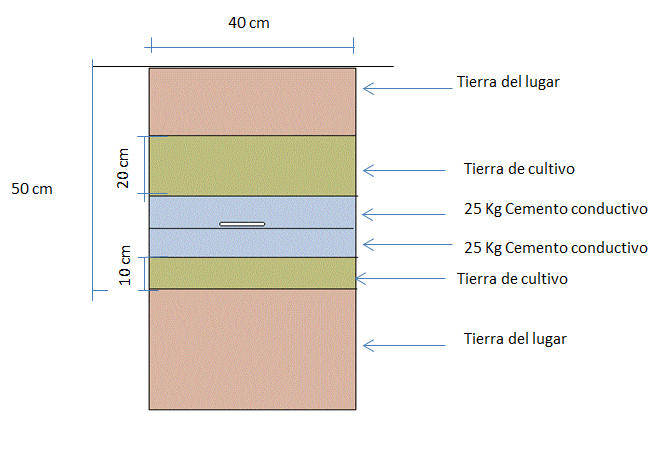 40 cm
Tierra del lugar
20 cm
Tierra de cultivo
50 cm
25 Kg Cemento conductivo
25 Kg Cemento conductivo
10 cm
Tierra de cultivo
Tierra del lugar